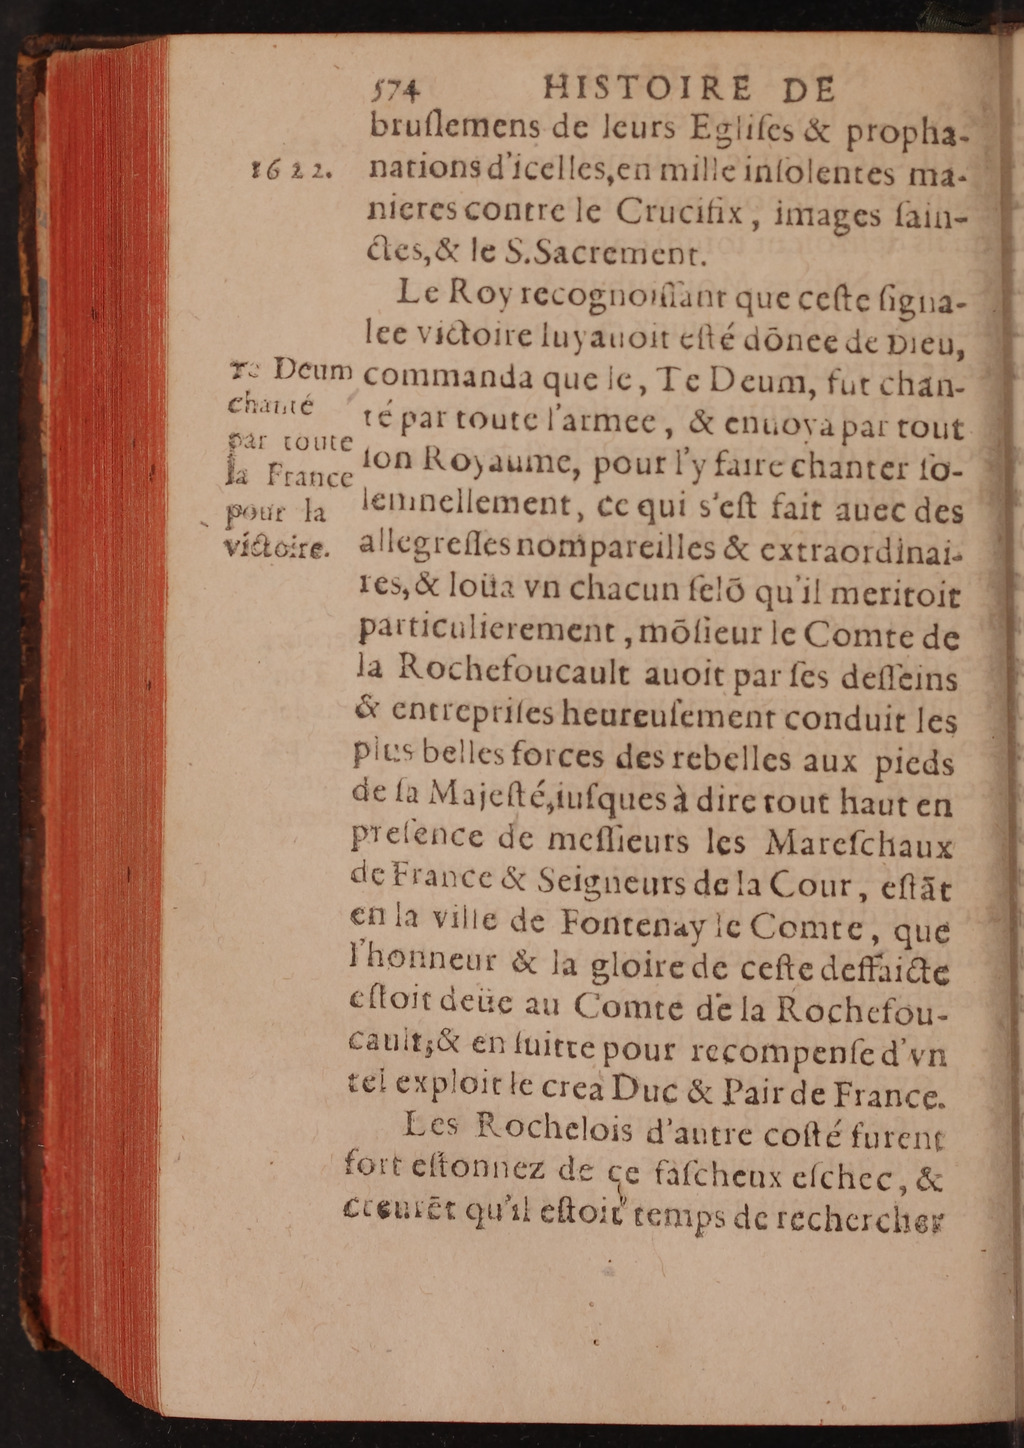 574 HISTOIRE DE
bruſlemens de leurs Egliſes & propha-
1622.
nations d'icelles, en mille inſolentes ma-
nieres contre le Crucifix, images ſain-
ctes, & le S. Sacrement.
Le Roy recognoiſſant que ceſte ſigna-
lee victoire luy auoit eſté dōnee de Dieu,
commanda que le, Te Deum, fut chan-
té par toute l'armee, & enuoya par tout
ſon Royaume, pour l'y faire chanter ſo-
lemnellement, ce qui s'eſt fait auec des
allegreſſes nompareilles & extraordinai-
res, & loüa vn chacun ſelō qu'il meritoit
particulierement, mōſieur le Comte de
la Rochefoucault auoit par ſes deſſeins
& entrepriſes heureuſement conduit les
plus belles forces des rebelles aux pieds
de ſa Majeſté, iuſques à dire tout haut en
preſence de meſſieurs les Mareſchaux
de France & Seigneurs de la Cour, eſtāt
en la ville de Fontenay le Comte, que
l'honneur & la gloire de ceſte deffaicte
eſtoit deüe au Comte de la Rochefou-
cault; & en ſuitte pour recompenſe d'vn
tel exploit le crea Duc & Pair de France.
Les Rochelois d'autre coſté furent
fort eſtonnez de ce faſcheux eſchec, &
creurēt qu'il eſtoit temps de rechercher
Te Deum
chanté
par toute
la France
pour la
victoire.